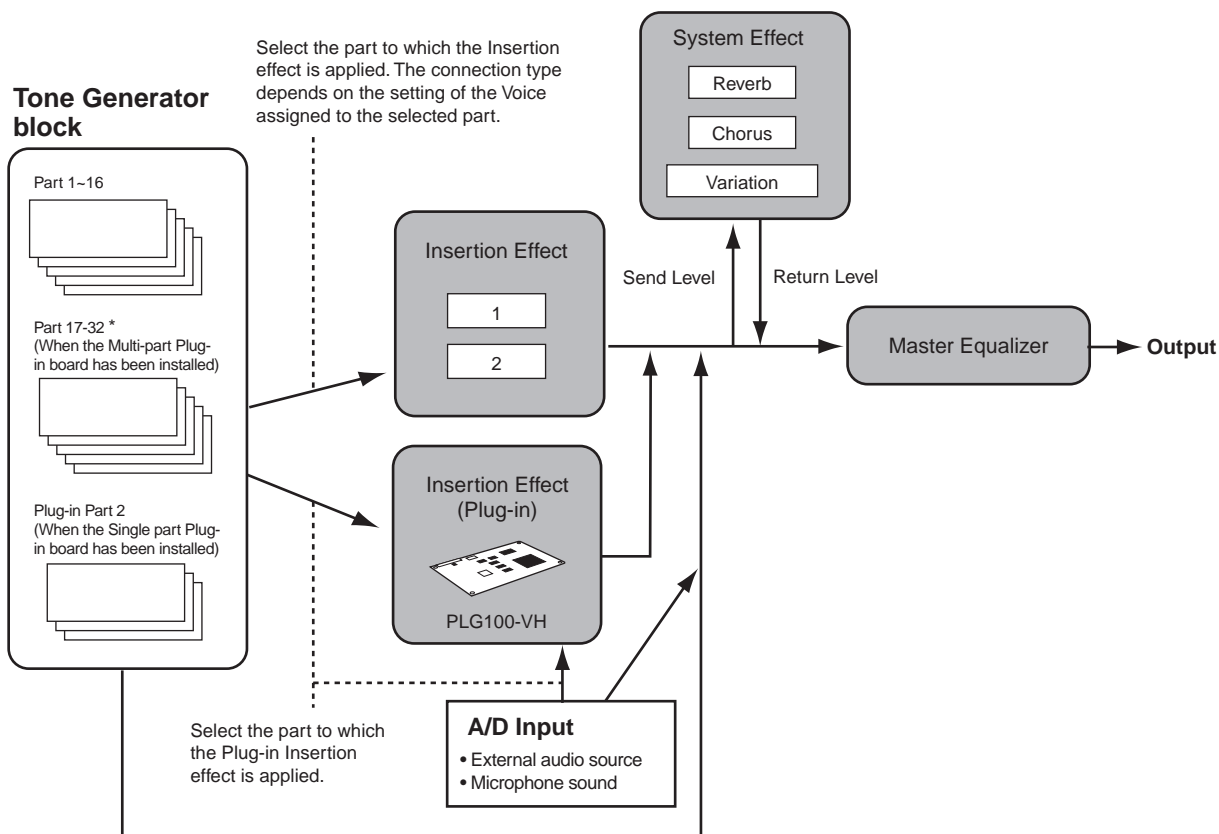 Select the part to which the Insertion
effect is applied. The connection type
depends on the setting of the Voice
assigned to the selected part.
Tone Generator
block
Part 1~16
Part 17-32 *
(When the Multi-part Plug-
in board has been installed)
Plug-in Part 2
(When the Single part Plug-
in board has been installed)
Insertion Effect
1
2
Insertion Effect
(Plug-in)
PLG100-VH
System Effect
Reverb
Chorus
Variation
Send Level
Return Level
Master Equalizer
Output
Select the part to which
the Plug-in Insertion
effect is applied.
A/D Input
• External audio source
• Microphone sound